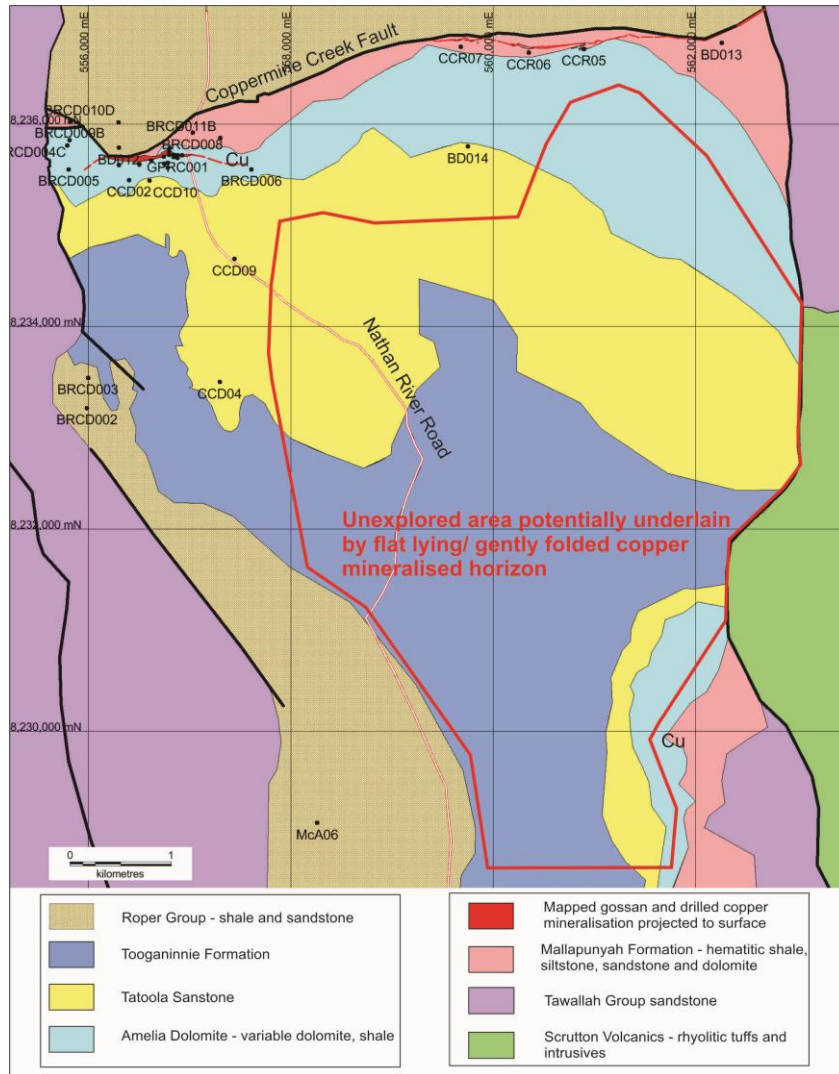 556,000 mE
558,000 mE
560,000 mE
562,000 mE
Coppermine Creek Fault
CCR07
CCR06
CCR05
BD013
BRCD010D
8,236,000 mN
BRCD009B
BRCD011B
RCD004C
BRCD008
BD012
Cu
GPRC001
BD014
BRCD005
CCD02
CCD10
BRCD006
CCD09
8,234,000 mN
Nathan River Road
BRCD003
CCD04
BRCD002
8,232,000 mN
Unexplored area potentially underlain
by flat lying/ gently folded copper
mineralised horizon
8,230,000 mN
Cu
McA06
0 1
kilometres
Roper Group - shale and sandstone
Tooganinnie Formation
Tatoola Sanstone
Amelia Dolomite - variable dolomite, shale
Mapped gossan and drilled copper
mineralisation projected to surface
Mallapunyah Formation - hematitic shale,
siltstone, sandstone and dolomite
Tawallah Group sandstone
Scrutton Volcanics - rhyolitic tuffs and
intrusives